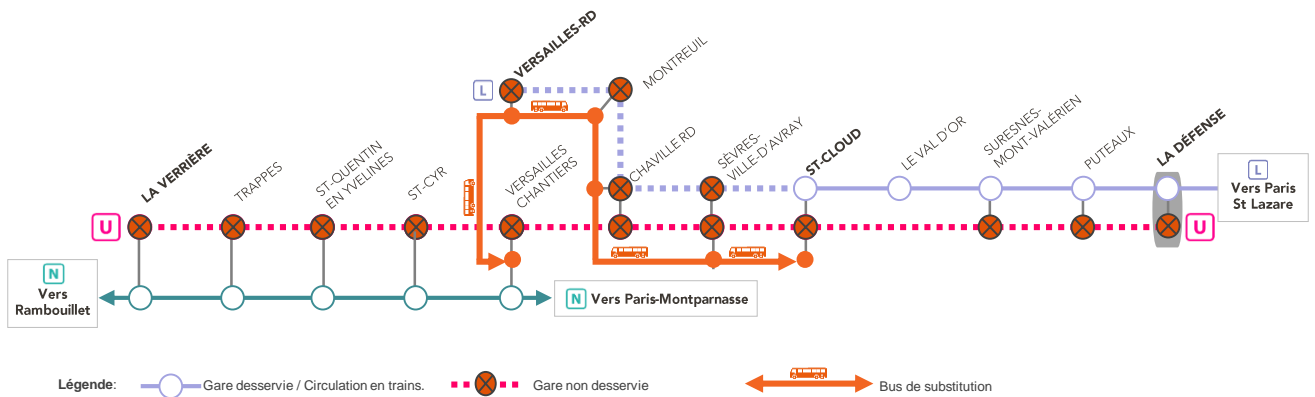 VERSAILLES-RD
MONTREUIL
L
LA VERRIÈRE
TRAPPES
ST-QUENTIN
EN YVELINES
ST-CYR
VERSAILLES
CHANTIERS
CHAVILLE RD
SÈVRES-
VILLE-D'AVRAY
ST-CLOUD
LE VAL D'OR
SURESNES-
MONT-VALÉRIEN
PUTEAUX
LA DÉFENSE
L
Vers Paris
St Lazare
U
U
N
Vers
Rambouillet
N Vers Paris-Montparnasse
Légende: Gare desservie / Circulation en trains. Gare non desservie Bus de substitution